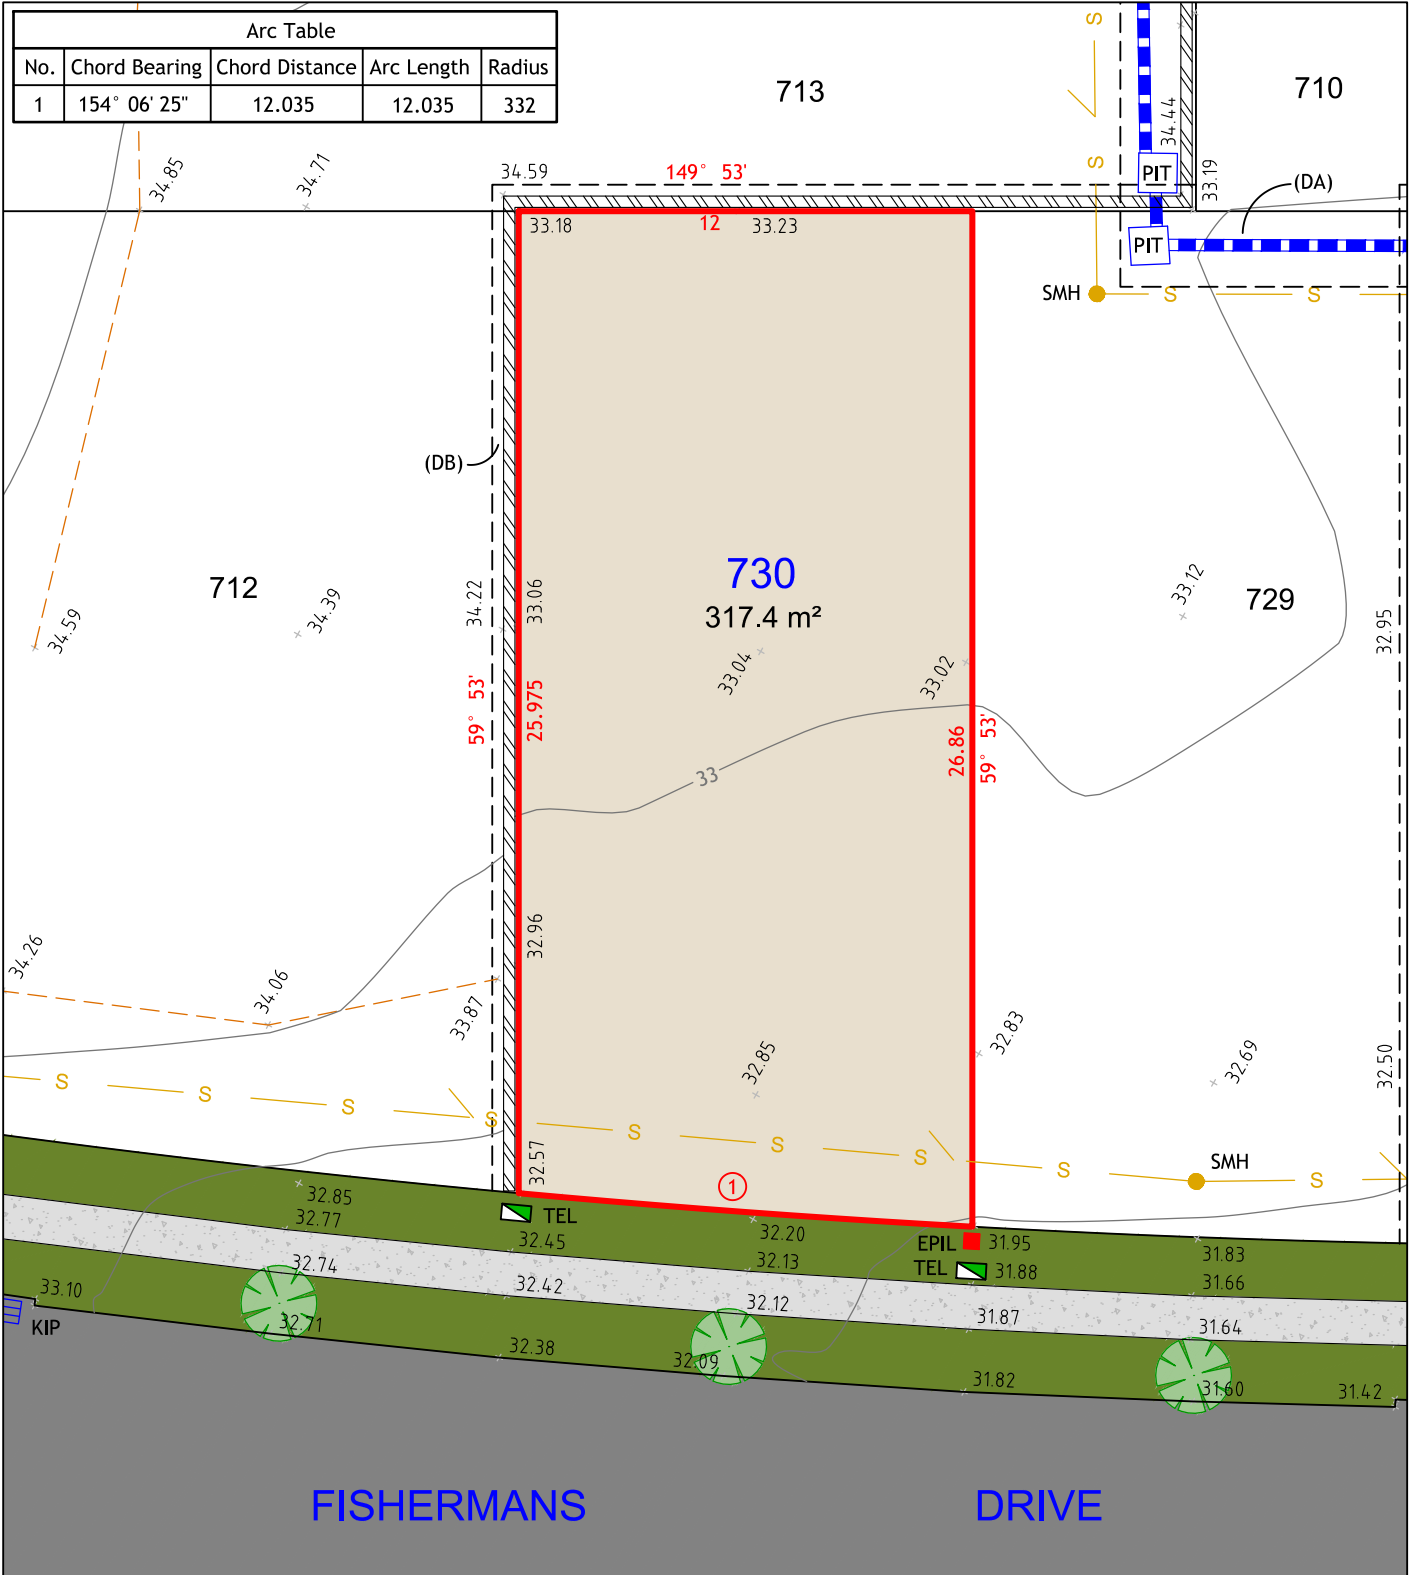 Arc Table
No. Chord Bearing Chord Distance Arc Length Radius
1 154° 06' 25" 12.035 12.035 332
713
710
S
34.44
S
PIT
33.19
(DA)
34.85
34.71
34.59
149° 53'
33.18
12
33.23
PIT
SMH
S
S
(DB)
712
34.59
34.39
34.22
33.06
730
317.4 m²
33.04
33.02
33.12
729
32.95
59° 53'
25.975
26.86
59° 53'
33
32.96
34.26
34.06
33.87
32.85
32.83
32.69
32.50
S
S
S
S
S
S
S
S
SMH
S
32.57
1
32.85
TEL
32.77
32.45
32.20
EPIL
31.95
31.83
32.74
32.13
TEL
31.88
31.66
33.10
32.42
32.12
31.87
31.64
KIP
32.71
32.38
32.09
31.82
31.60
31.42
FISHERMANS DRIVE